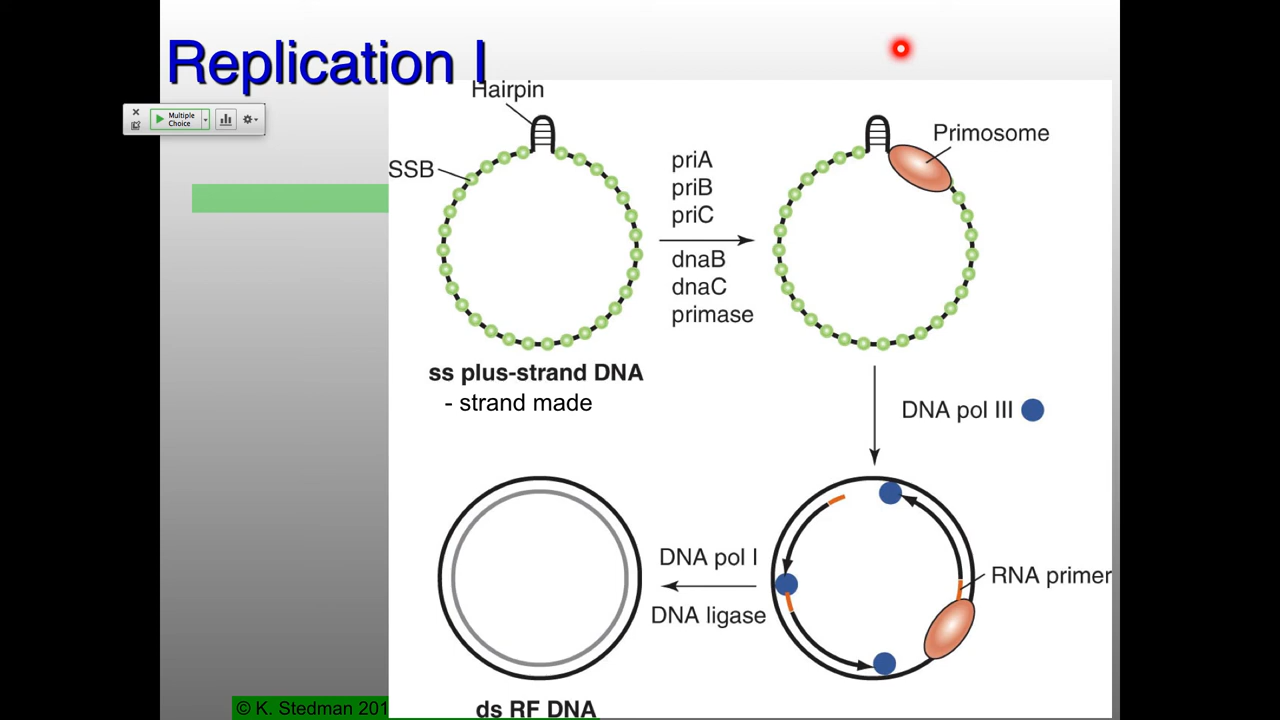 Replication I
Multiple
Choice
Hairpin
SSB
priA
priB
priC
dnaB
dnaC
primase
Primosome
ss plus-strand DNA
- strand made
DNA pol III
DNA pol I
DNA ligase
RNA primer
ds RF DNA
© K. Stedman 201